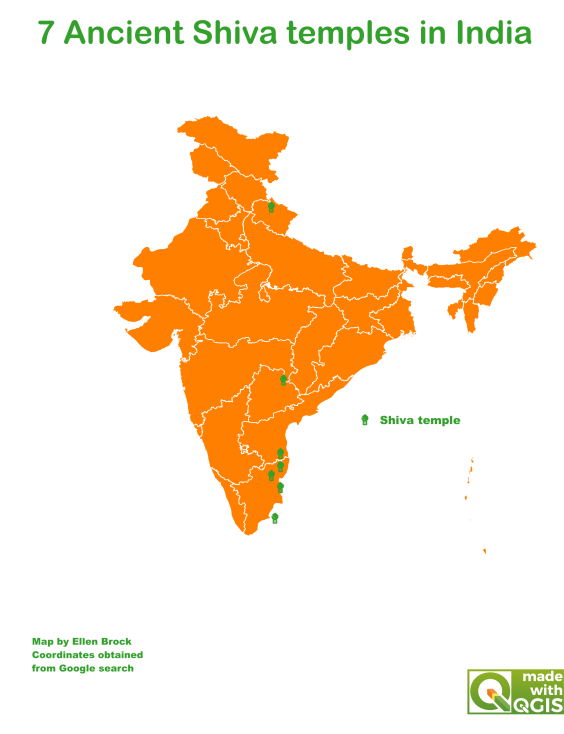 7 Ancient Shiva temples in India
Shiva temple
Map by Ellen Brock
Coordinates obtained
from Google search
made
with
QGIS